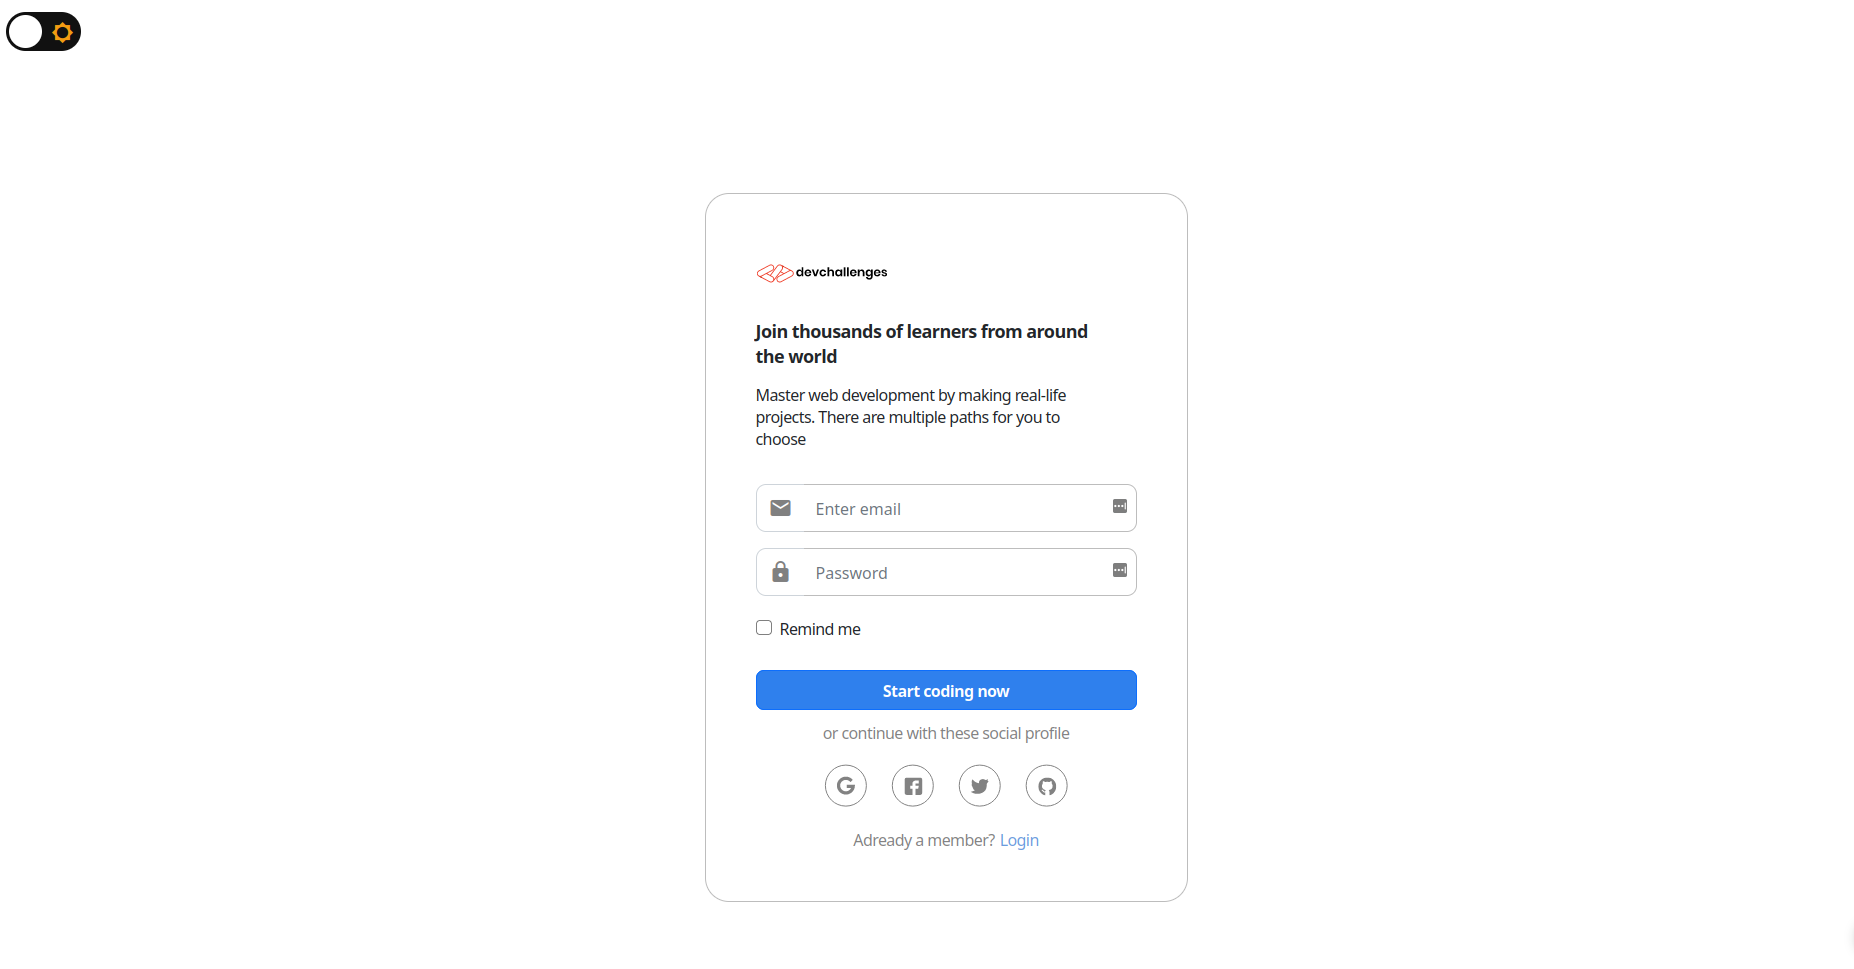 devchallenges
Join thousands of learners from around
the world
Master web development by making real-life
projects. There are multiple paths for you to
choose
Enter email
Password
Remind me
Start coding now
or continue with these social profile
Adready a member? Login